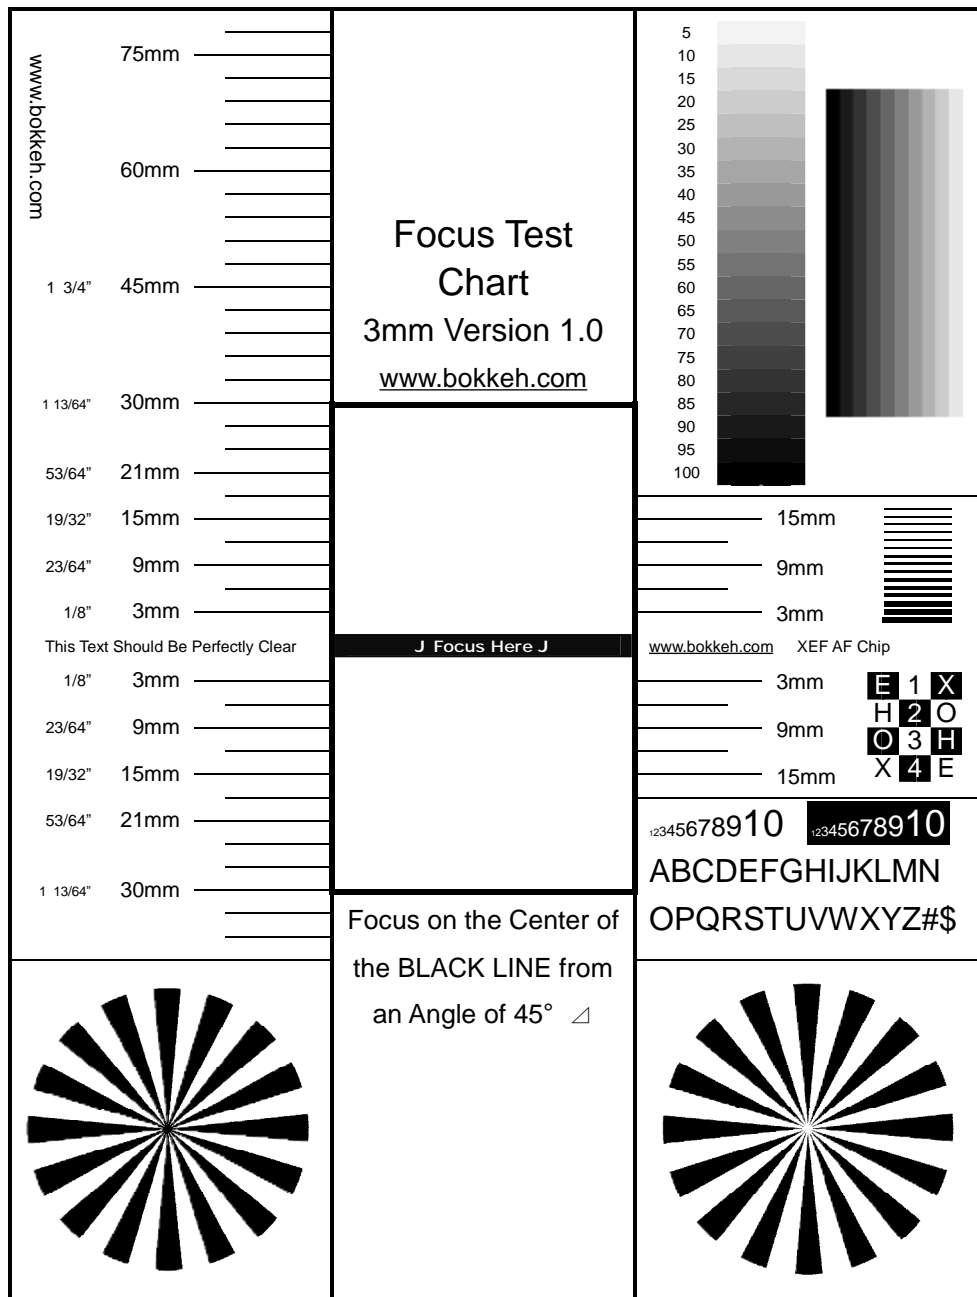 www.bokkeh.com
75mm
60mm
1 3/4” 45mm
1 13/64” 30mm
53/64” 21mm
19/32” 15mm
23/64” 9mm
1/8” 3mm
This Text Should Be Perfectly Clear
1/8” 3mm
23/64” 9mm
19/32” 15mm
53/64” 21mm
1 13/64” 30mm
Focus Test
Chart
3mm Version 1.0
www.bokkeh.com
J Focus Here J
Focus on the Center of
the BLACK LINE from
an Angle of 45° ⊿
5
10
15
20
25
30
35
40
45
50
55
60
65
70
75
80
85
90
95
100
15mm
9mm
3mm
www.bokkeh.com XEF AF Chip
3mm
9mm
15mm
E 1 X
H 2 O
O 3 H
X 4 E
12345678910 12345678910
ABCDEFGHIJKLMN
OPQRSTUVWXYZ#$